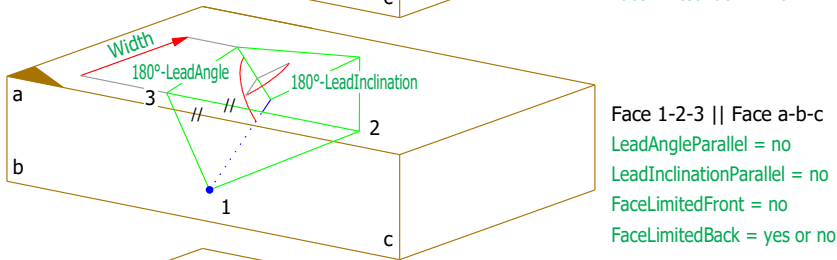 Width
180°-LeadAngle
180°-LeadInclination
a
3
//
//
2
b
1
c
Face 1-2-3 || Face a-b-c
LeadAngleParallel = no
LeadInclinationParallel = no
FaceLimitedFront = no
FaceLimitedBack = yes or no